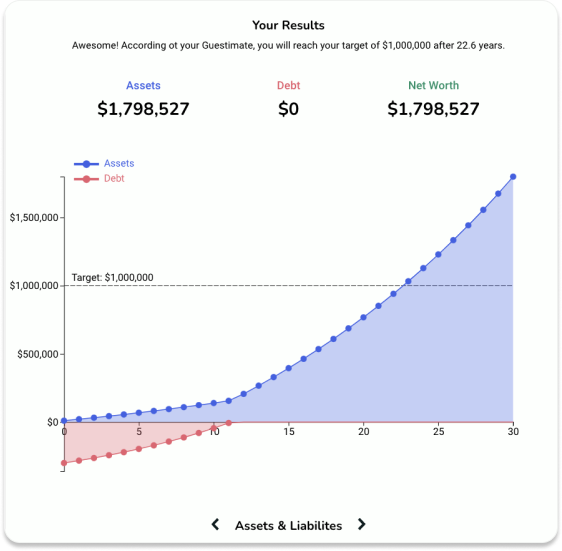 Your Results
Awesome! According ot your Guestimate, you will reach your target of $1,000,000 after 22.6 years.
Assets Debt Net Worth
$1,798,527 $0 $1,798,527
Assets
Debt
$1,500,000
Target: $1,000,000
$1,000,000
$500,000
$0
0 5 10 15 20 25 30
Assets & Liabilites